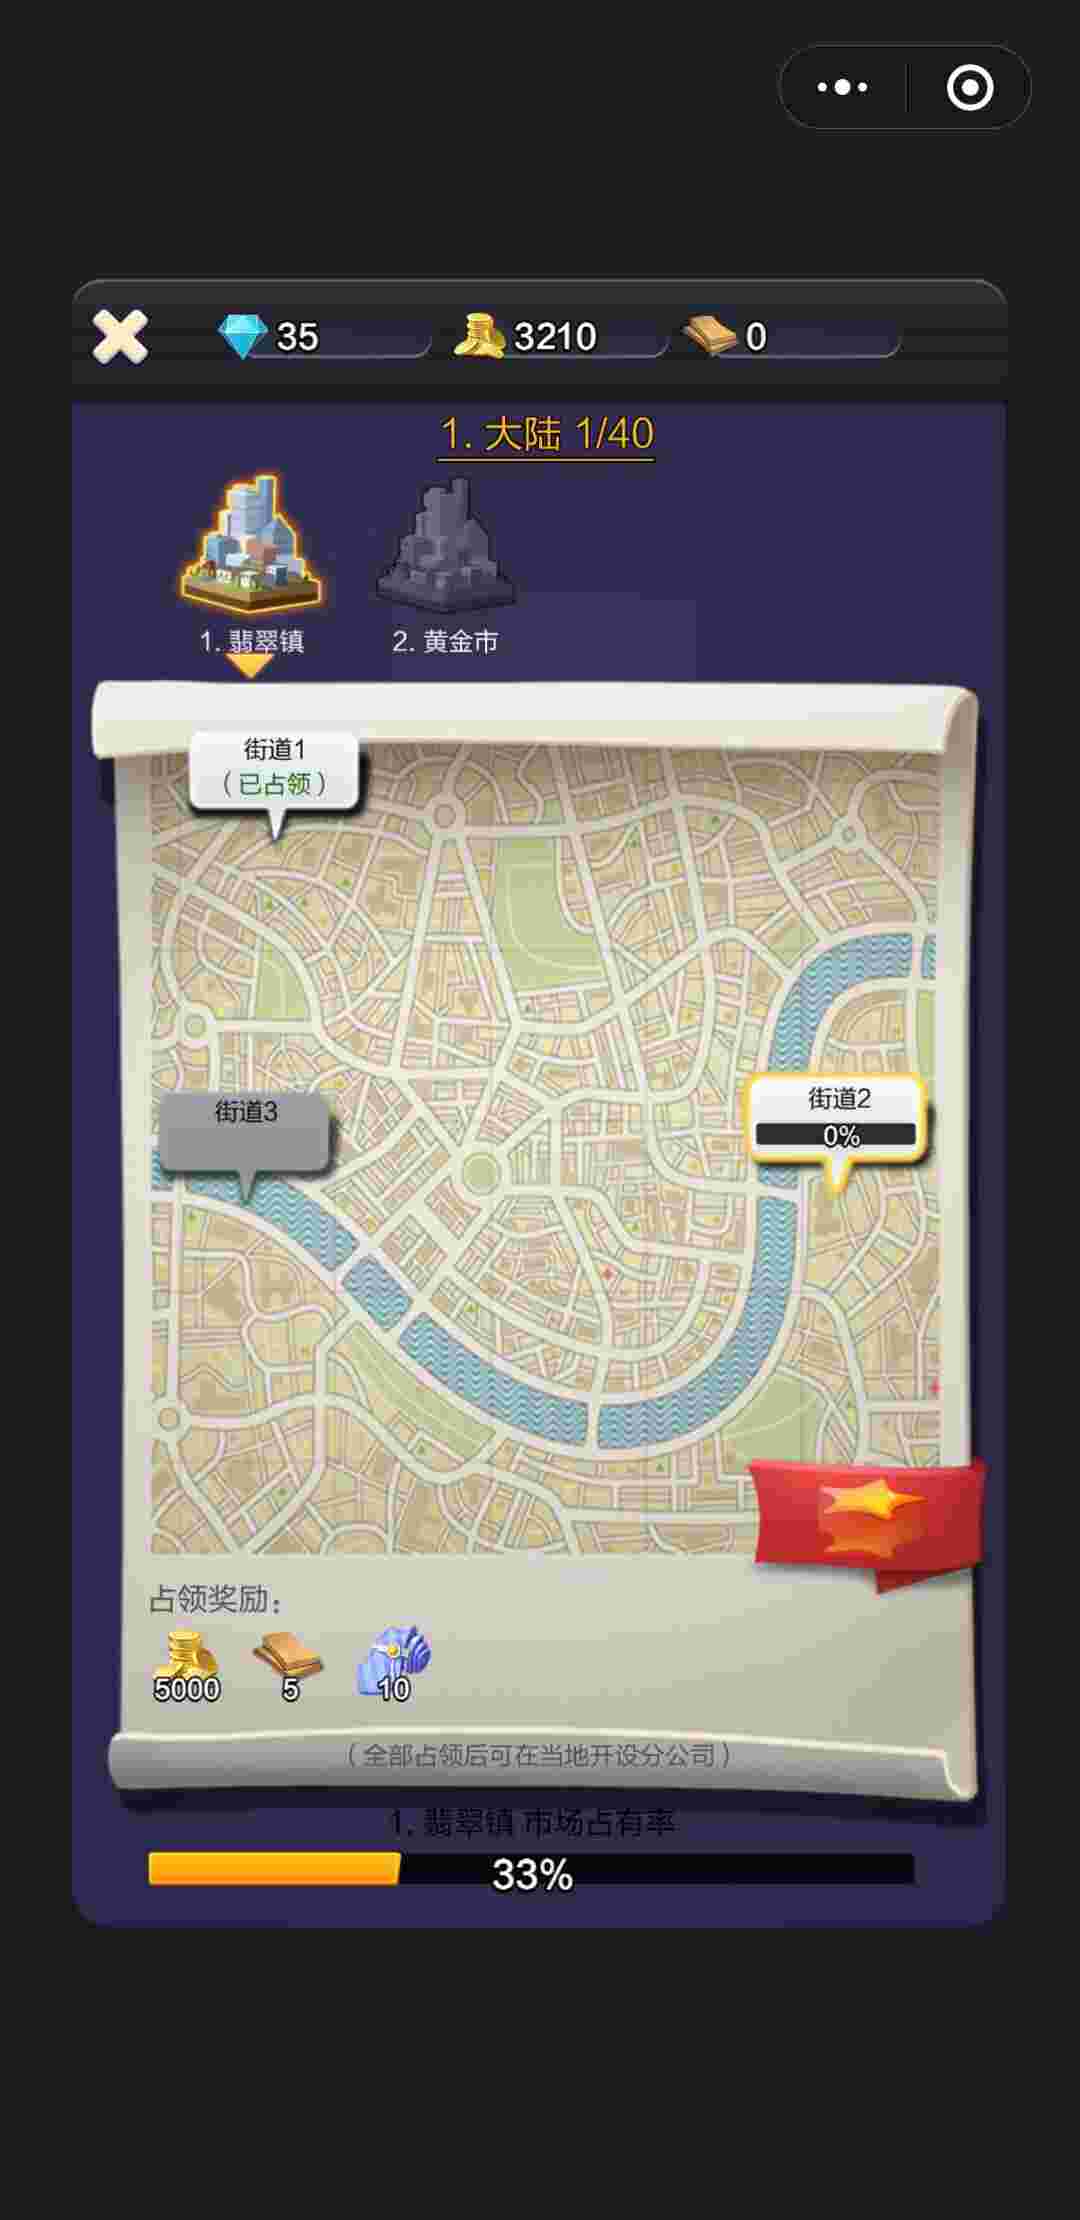 35
3210
0
1. 大陆 1/40
1. 翡翠镇
2. 黄金市
街道1
（已占领）
街道2
0%
街道3
占领奖励：
5000
5
10
（全部占领后可在当地开设分公司）
1. 翡翠镇 市场占有率
33%